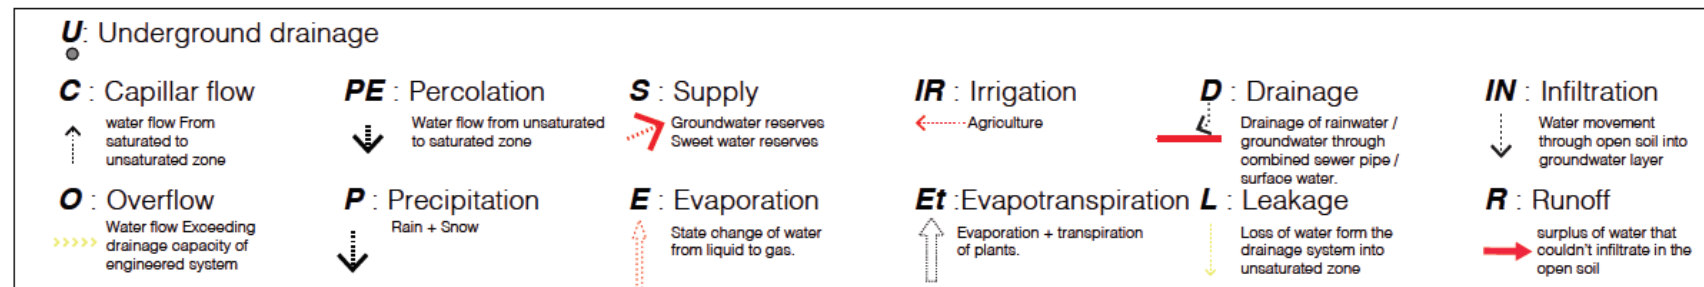 U: Underground drainage
C : Capillar flow
water flow From
saturated to
unsaturated zone
PE : Percolation
Water flow from unsaturated
to saturated zone
S : Supply
Groundwater reserves
Sweet water reserves
IR : Irrigation
Agriculture
D : Drainage
Drainage of rainwater /
groundwater through
combined sewer pipe /
surface water.
IN : Infiltration
Water movement
through open soil into
groundwater layer
O : Overflow
Water flow Exceeding
drainage capacity of
engineered system
P : Precipitation
Rain + Snow
E : Evaporation
State change of water
from liquid to gas.
Et :Evapotranspiration
Evaporation + transpiration
of plants.
L : Leakage
Loss of water form the
drainage system into
unsaturated zone
R : Runoff
surplus of water that
couldn't infiltrate in the
open soil